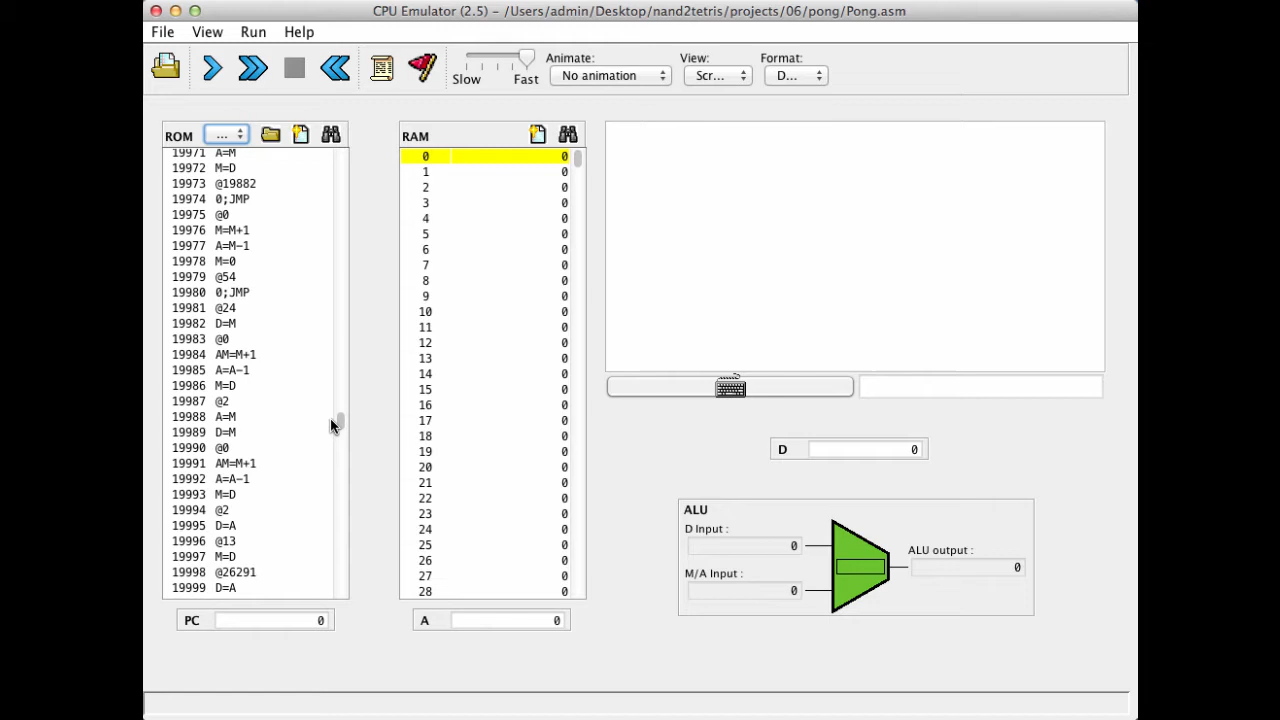 CPU Emulator (2.5) – /Users/admin/Desktop/nand2tetris/projects/06/pong/Pong.asm
File View Run Help
Slow Fast
Animate:
No animation
View:
Scr...
Format:
D...
ROM ...
19971 A=M
19972 M=D
19973 @19882
19974 0;JMP
19975 @0
19976 M=M+1
19977 A=M-1
19978 M=0
19979 @54
19980 0;JMP
19981 @24
19982 D=M
19983 @0
19984 AM=M+1
19985 A=A-1
19986 M=D
19987 @2
19988 A=M
19989 D=M
19990 @0
19991 AM=M+1
19992 A=A-1
19993 M=D
19994 @2
19995 D=A
19996 @13
19997 M=D
19998 @26291
19999 D=A
PC 0
RAM
0 0
1 0
2 0
3 0
4 0
5 0
6 0
7 0
8 0
9 0
10 0
11 0
12 0
13 0
14 0
15 0
16 0
17 0
18 0
19 0
20 0
21 0
22 0
23 0
24 0
25 0
26 0
27 0
28 0
A 0
D 0
ALU
D Input :
0
M/A Input :
0
ALU output :
0